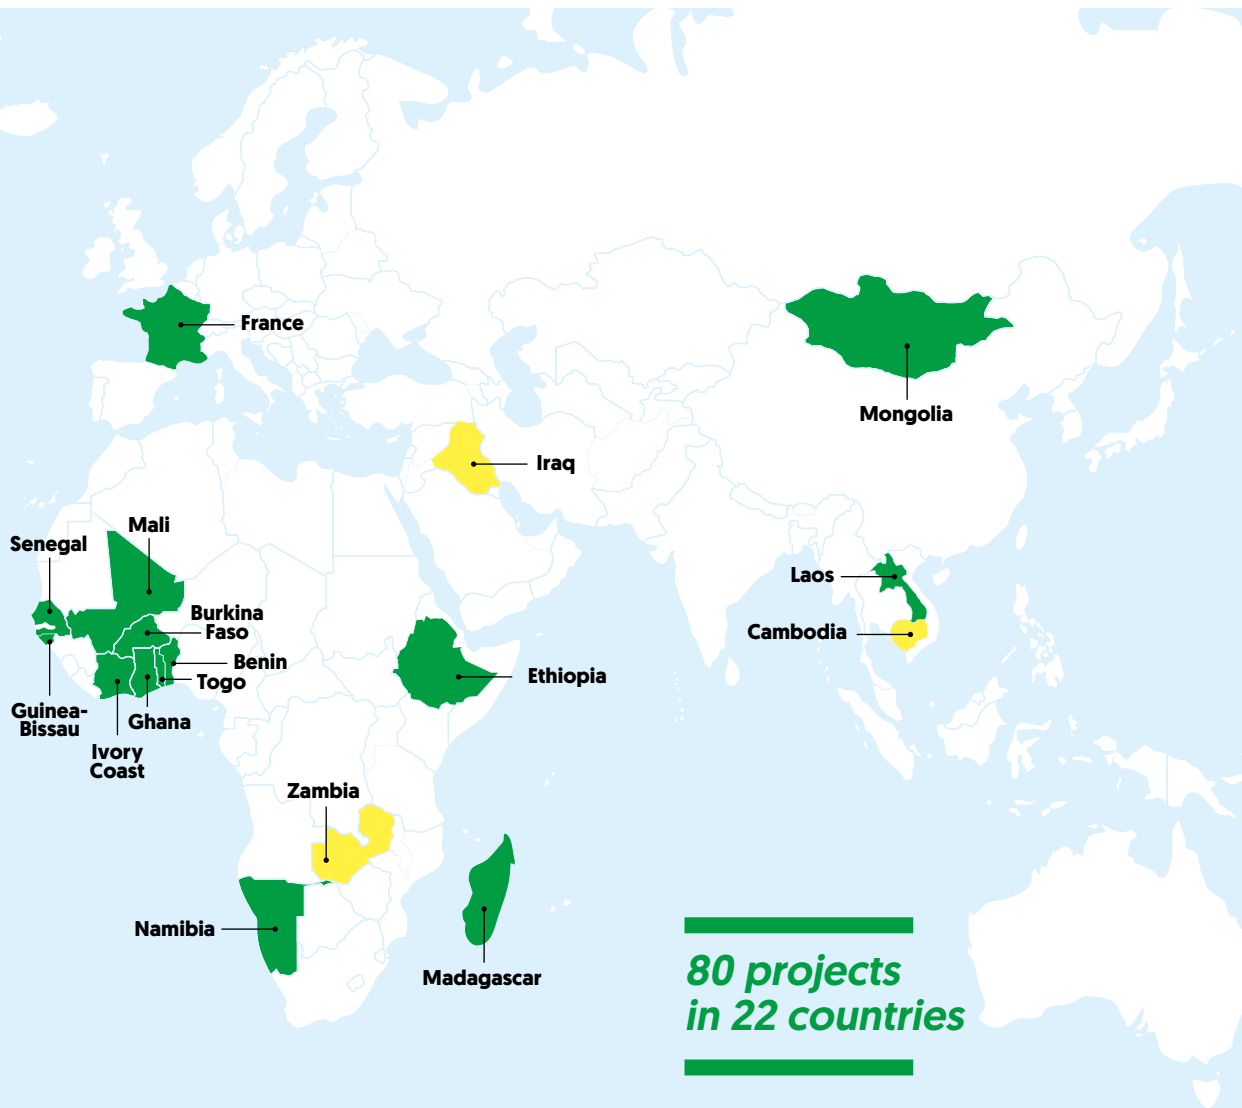 France
Mongolia
Iraq
Mali
Senegal
Laos
Burkina
Faso
Cambodia
Benin
Togo
Ethiopia
Guinea-
Bissau
Ghana
Ivory
Coast
Zambia
Namibia
Madagascar
80 projects
in 22 countries